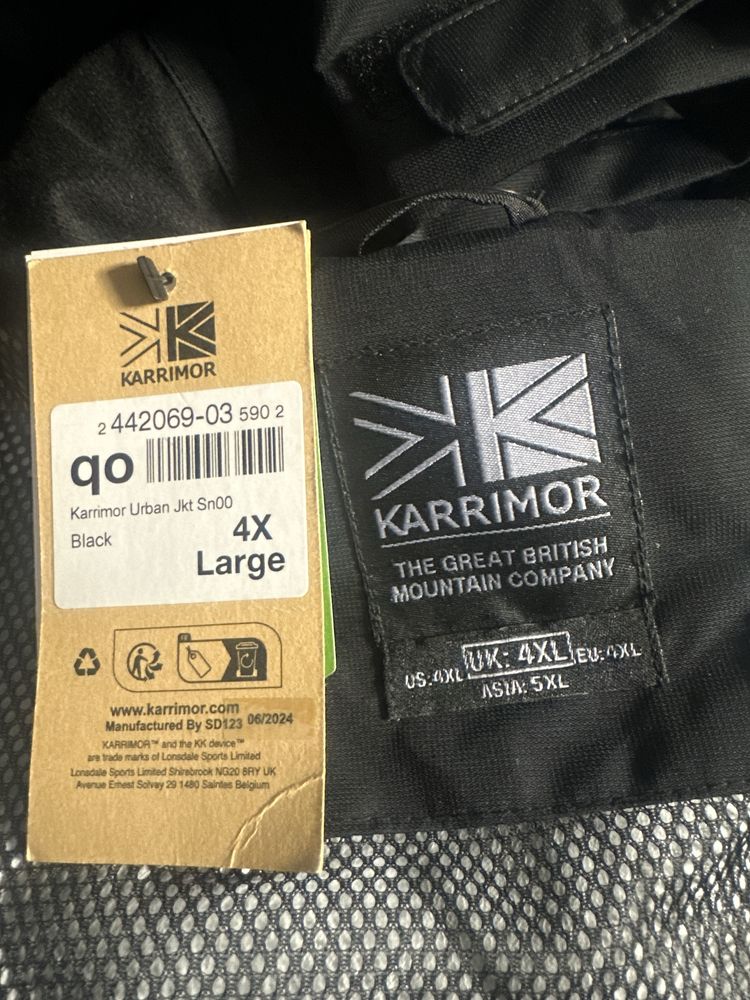 KARRIMOR
2 442069-03 590 2
qo
Karrimor Urban Jkt Sn00
Black
4X
Large
www.karrimor.com
Manufactured By SD123 06/2024
KARRIMOR™ and the KK device™
are trade marks of Lonsdale Sports Limited
Lonsdale Sports Limited Shirebrook NG20 8RY UK
Avenue Ernest Solvay 29 1480 Saintes Belgium
KARRIMOR
THE GREAT BRITISH
MOUNTAIN COMPANY
US: 4XL UK: 4XL EU: 4XL
ASIA: 5XL